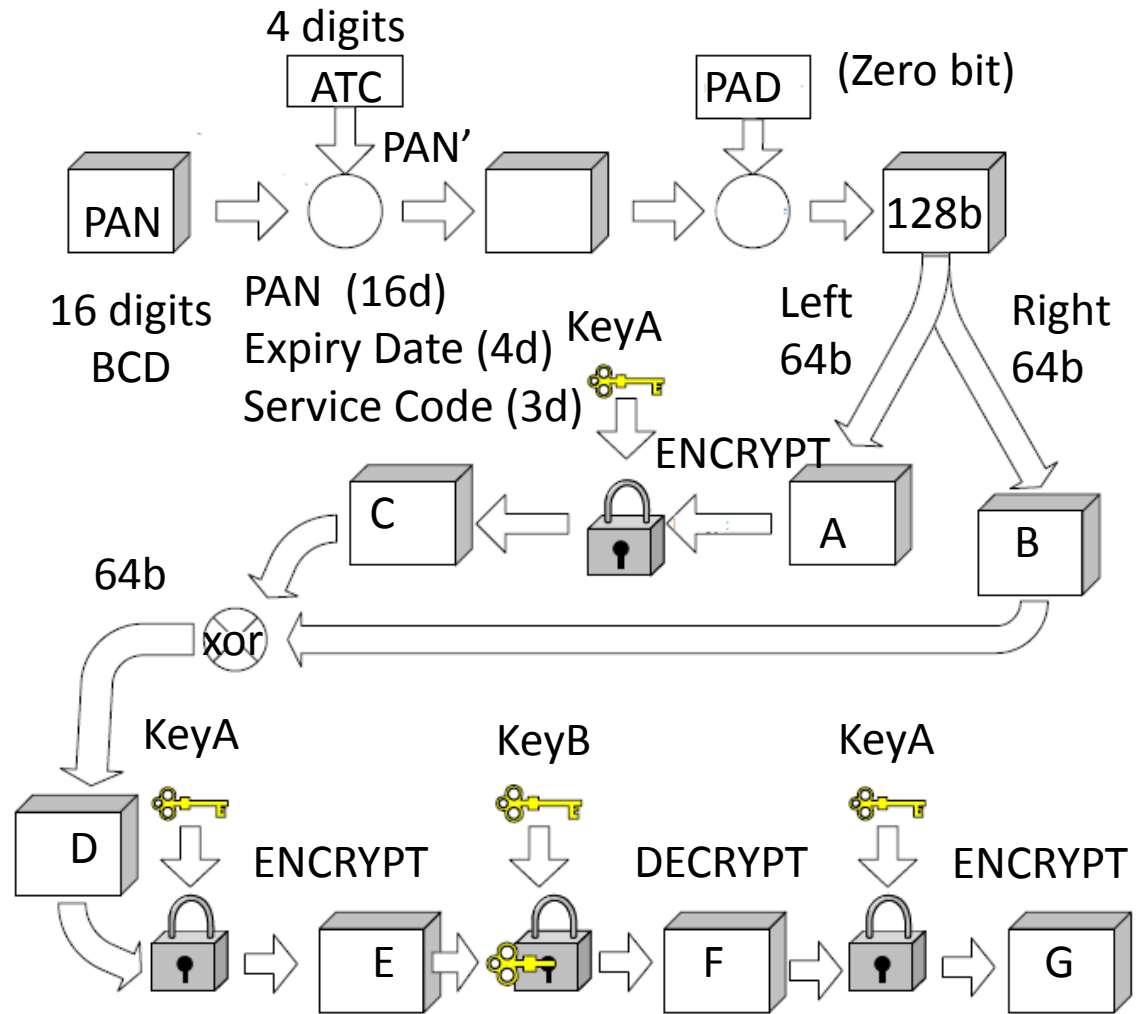 4 digits
ATC
PAD
(Zero bit)
PAN’
PAN
128b
16 digits
BCD
PAN (16d)
Expiry Date (4d)
Service Code (3d)
KeyA
Left
64b
Right
64b
ENCRYPT
C
A
B
64b
xor
KeyA
KeyB
KeyA
D
ENCRYPT
DECRYPT
ENCRYPT
E
F
G